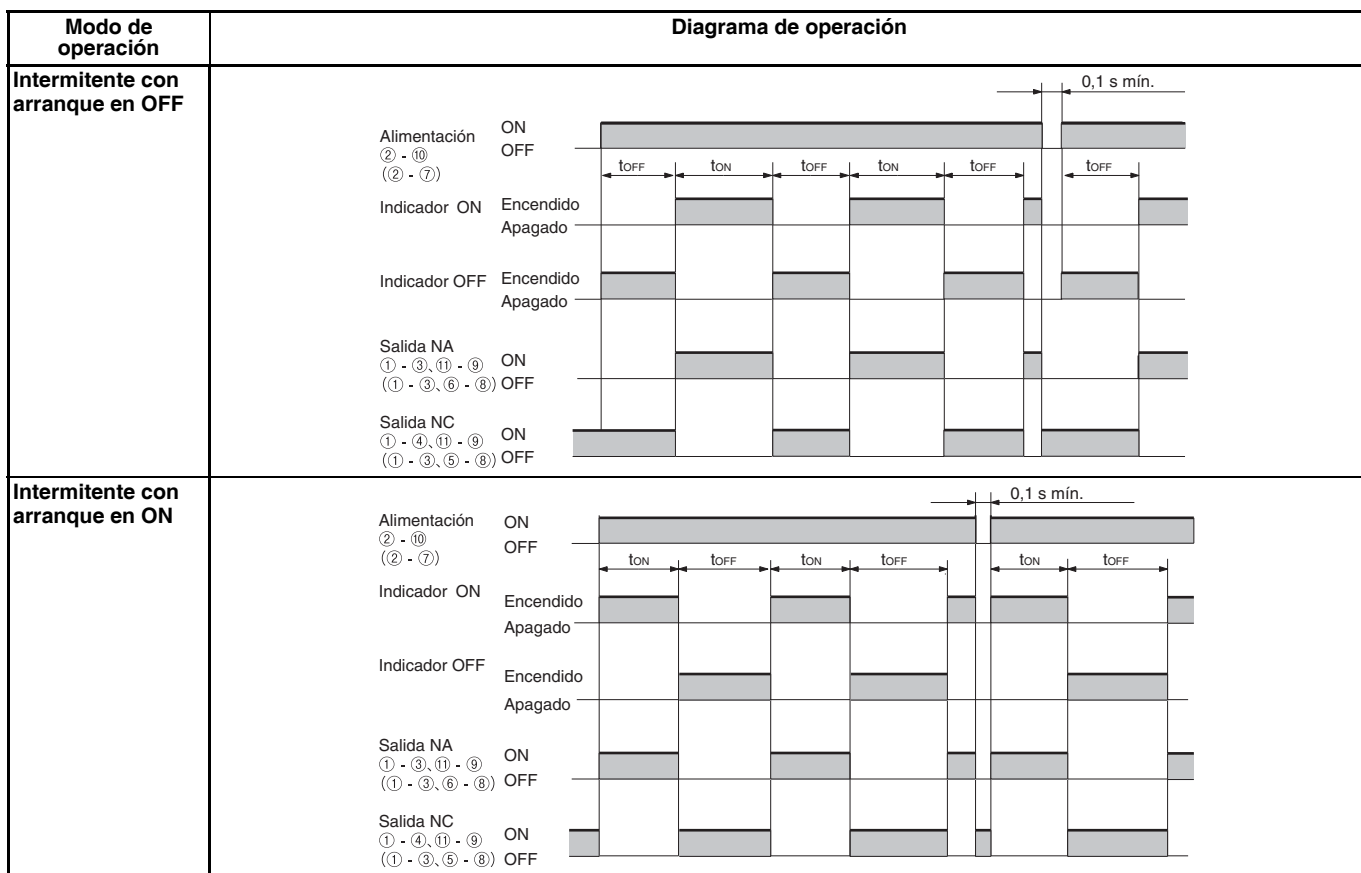 Modo de operación
Diagrama de operación
Intermitente con arranque en OFF
0,1 s mín.
Alimentación
② - ⑩
(② - ⑦)
ON
OFF
tOFF tON tOFF tON tOFF tOFF
Indicador ON
Encendido
Apagado
Indicador OFF
Encendido
Apagado
Salida NA
① - ③、⑪ - ⑨
(① - ③、⑥ - ⑧)
ON
OFF
Salida NC
① - ④、⑪ - ⑨
(① - ③、⑤ - ⑧)
ON
OFF
Intermitente con arranque en ON
0,1 s mín.
Alimentación
② - ⑩
(② - ⑦)
ON
OFF
tON tOFF tON tOFF tON tOFF
Indicador ON
Encendido
Apagado
Indicador OFF
Encendido
Apagado
Salida NA
① - ③、⑪ - ⑨
(① - ③、⑥ - ⑧)
ON
OFF
Salida NC
① - ④、⑪ - ⑨
(① - ③、⑤ - ⑧)
ON
OFF